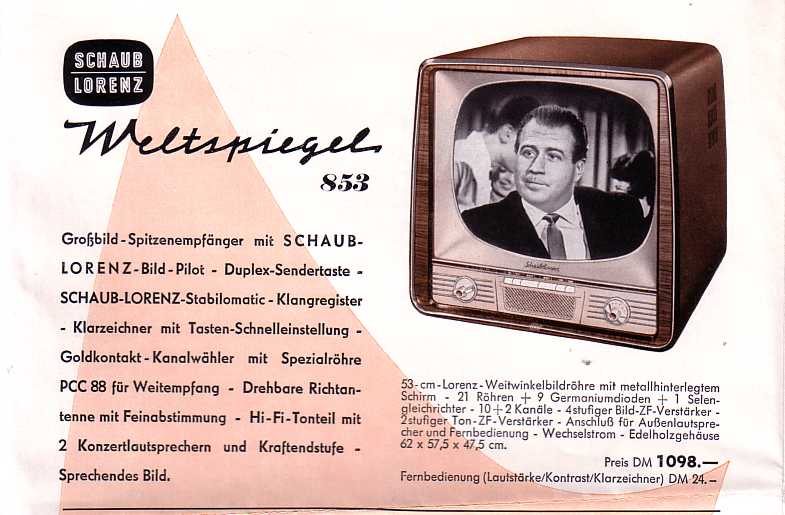 SCHAUB
LORENZ
Weltspiegel
853
Großbild-Spitzenempfänger mit SCHAUB-
LORENZ-Bild-Pilot - Duplex-Sendertaste -
SCHAUB-LORENZ-Stabilomatic - Klangregister
- Klarzeichner mit Tasten-Schnelleinstellung -
Goldkontakt-Kanalwähler mit Spezialröhre
PCC 88 für Weitempfang - Drehbare Richtan-
tenne mit Feinabstimmung - Hi-Fi-Tonteil mit
2 Konzertlautsprechern und Kraftendstufe -
Sprechendes Bild.
53-cm-Lorenz-Weitwinkelbildröhre mit metallhinterlegtem
Schirm - 21 Röhren + 9 Germaniumdioden + 1 Selen-
gleichrichter - 10+2 Kanäle - 4stufiger Bild-ZF-Verstärker -
2stufiger Ton-ZF-Verstärker - Anschluß für Außenlautspre-
cher und Fernbedienung - Wechselstrom - Edelholzgehäuse
62 x 57,5 x 47,5 cm.
Preis DM 1098.—
Fernbedienung (Lautstärke/Kontrast/Klarzeichner) DM 24.-